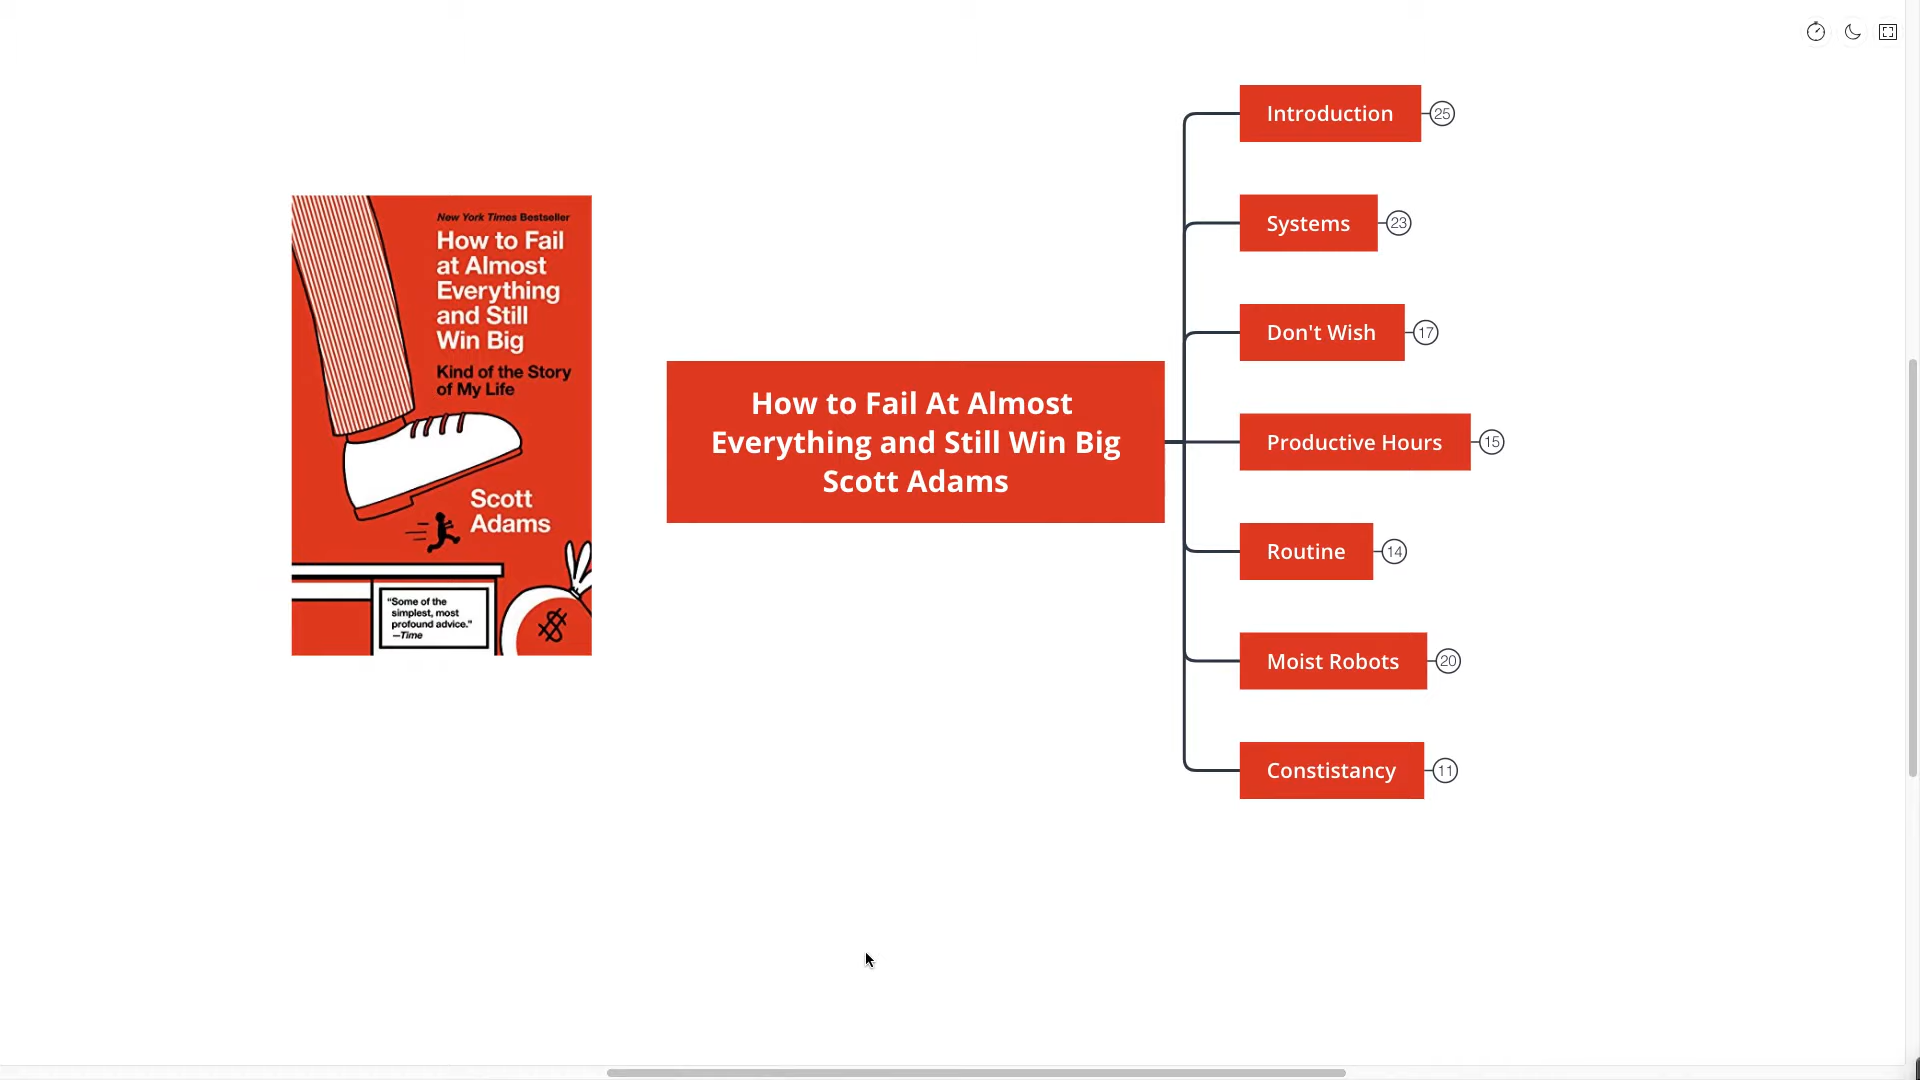 New York Times Bestseller
How to Fail
at Almost
Everything
and Still
Win Big
Kind of the Story
of My Life
Scott
Adams
"Some of the
simplest, most
profound advice."
—Time
How to Fail At Almost
Everything and Still Win Big
Scott Adams
Introduction 25
Systems 23
Don't Wish 17
Productive Hours 15
Routine 14
Moist Robots 20
Constistancy 11